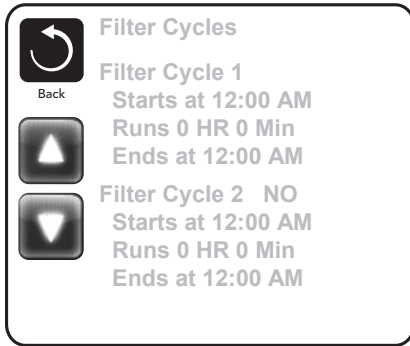 Filter Cycles
Back
Filter Cycle 1
Starts at 12:00 AM
Runs 0 HR 0 Min
Ends at 12:00 AM
Filter Cycle 2 NO
Starts at 12:00 AM
Runs 0 HR 0 Min
Ends at 12:00 AM